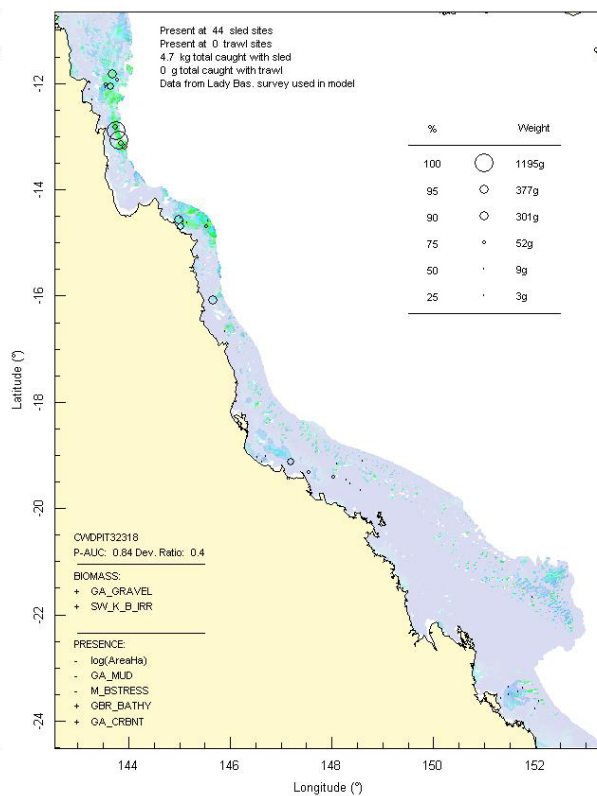 Present at 44 sled sites
Present at 0 trawl sites
4.7 kg total caught with sled
0 g total caught with trawl
Data from Lady Bas. survey used in model
% Weight
100 1195g
95 377g
90 301g
75 52g
50 9g
25 3g
-12
-14
-16
-18
-20
-22
-24
Latitude (°)
CWDPIT32318
P-AUC: 0.84 Dev. Ratio: 0.4
BIOMASS:
+ GA_GRAVEL
+ SW_K_B_IRR
PRESENCE:
- log(AreaHa)
- GA_MUD
- M_BSTRESS
+ GBR_BATHY
+ GA_CRBNT
144 146 148 150 152
Longitude (°)